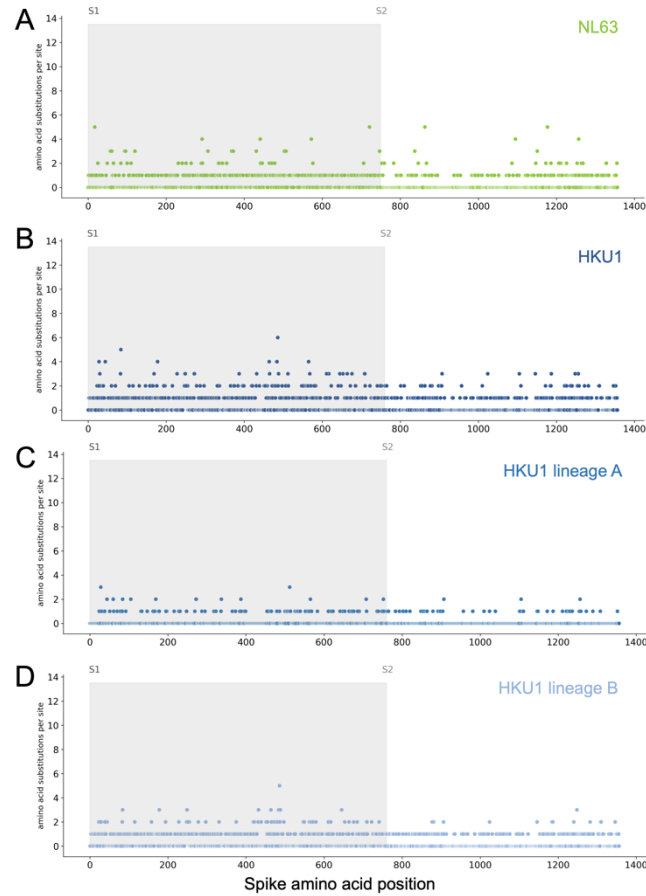 A
S1
S2
NL63
amino acid substitutions per site
14
12
10
8
6
4
2
0
0 200 400 600 800 1000 1200 1400
B
S1
S2
HKU1
amino acid substitutions per site
14
12
10
8
6
4
2
0
0 200 400 600 800 1000 1200 1400
C
S1
S2
HKU1 lineage A
amino acid substitutions per site
14
12
10
8
6
4
2
0
0 200 400 600 800 1000 1200 1400
D
S1
S2
HKU1 lineage B
amino acid substitutions per site
14
12
10
8
6
4
2
0
0 200 400 600 800 1000 1200 1400
Spike amino acid position